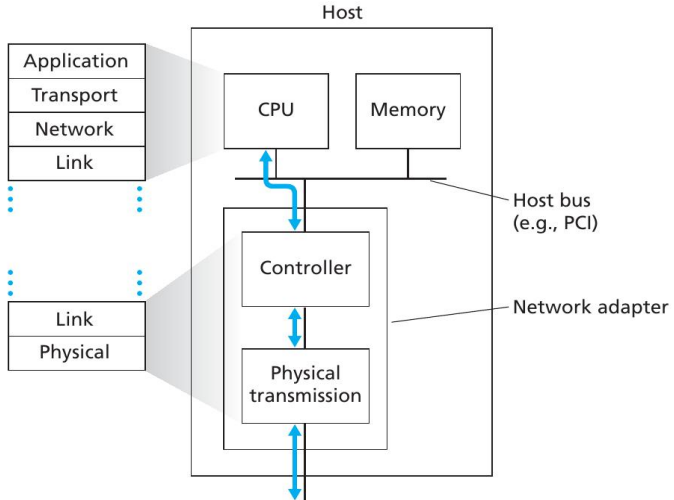 Host
Application
Transport
Network
Link
CPU
Memory
Host bus
(e.g., PCI)
Controller
Link
Physical
Network adapter
Physical
transmission